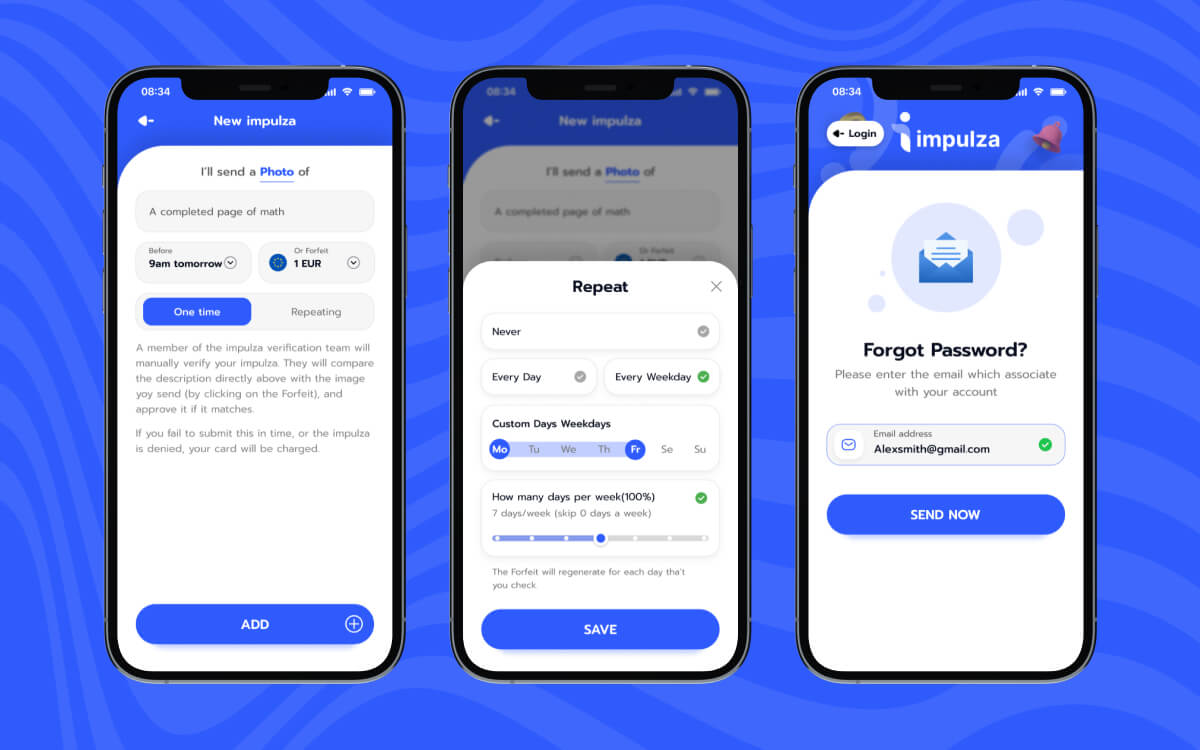 08:34
New impulza
I'll send a Photo of
A completed page of math
Before
9am tomorrow
Or Forfeit
1 EUR
One time
Repeating
A member of the impulza verification team will
manually verify your impulza. They will compare
the description directly above with the image
yoy send (by clicking on the Forfeit), and
approve it if it matches.
If you fail to submit this in time, or the impulza
is denied, your card will be charged.
ADD
08:34
New impulza
I'll send a Photo of
A completed page of math
Or Forfeit
Repeat
Never
Every Day
Every Weekday
Custom Days Weekdays
Mo Tu We Th Fr Se Su
How many days per week(100%)
7 days/week (skip 0 days a week)
The Forfeit will regenerate for each day tha't
you check
SAVE
08:34
Login
impulza
Forgot Password?
Please enter the email which associate
with your account
Email address
Alexsmith@gmail.com
SEND NOW